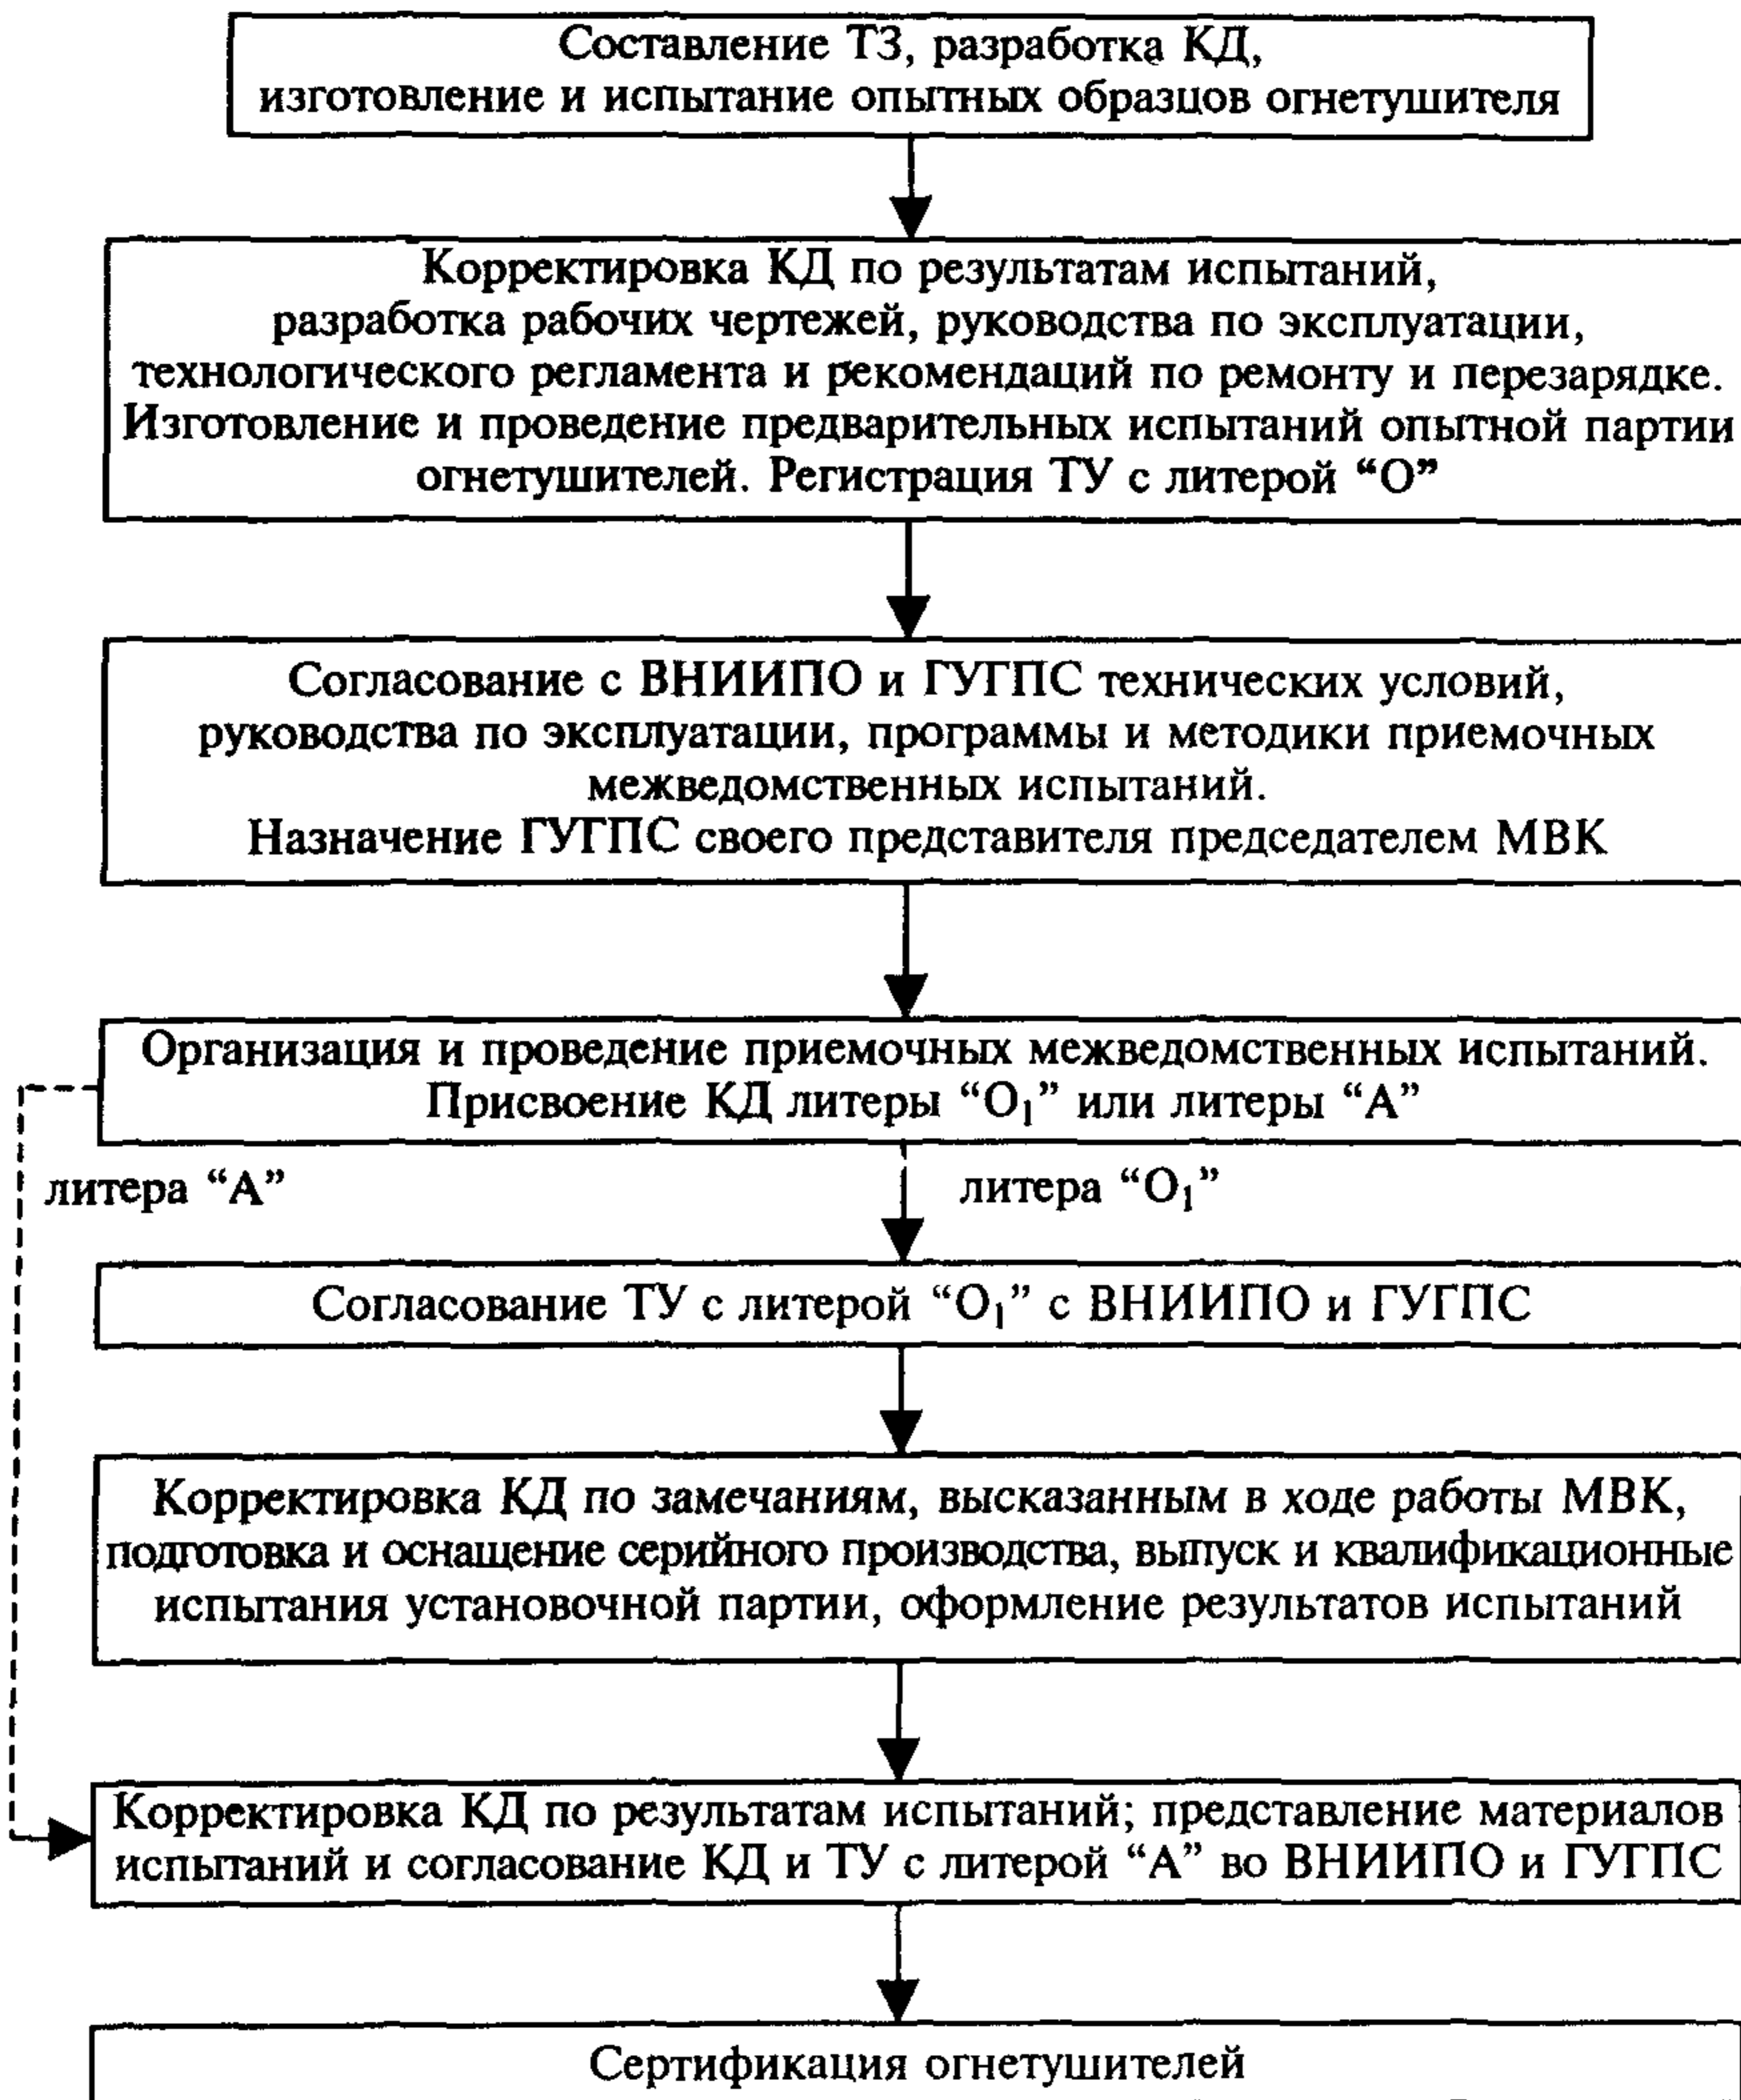 Составление ТЗ, разработка КД,
изготовление и испытание опытных образцов огнетушителя
Корректировка КД по результатам испытаний,
разработка рабочих чертежей, руководства по эксплуатации,
технологического регламента и рекомендаций по ремонту и перезарядке.
Изготовление и проведение предварительных испытаний опытной партии
огнетушителей. Регистрация ТУ с литерой “О”
Согласование с ВНИИПО и ГУГПС технических условий,
руководства по эксплуатации, программы и методики приемочных
межведомственных испытаний.
Назначение ГУГПС своего представителя председателем МВК
Организация и проведение приемочных межведомственных испытаний.
Присвоение КД литеры “О₁” или литеры “А”
литера “А”
литера “О₁”
Согласование ТУ с литерой “О₁” с ВНИИПО и ГУГПС
Корректировка КД по замечаниям, высказанным в ходе работы МВК,
подготовка и оснащение серийного производства, выпуск и квалификационные
испытания установочной партии, оформление результатов испытаний
Корректировка КД по результатам испытаний; представление материалов
испытаний и согласование КД и ТУ с литерой “А” во ВНИИПО и ГУГПС
Сертификация огнетушителей